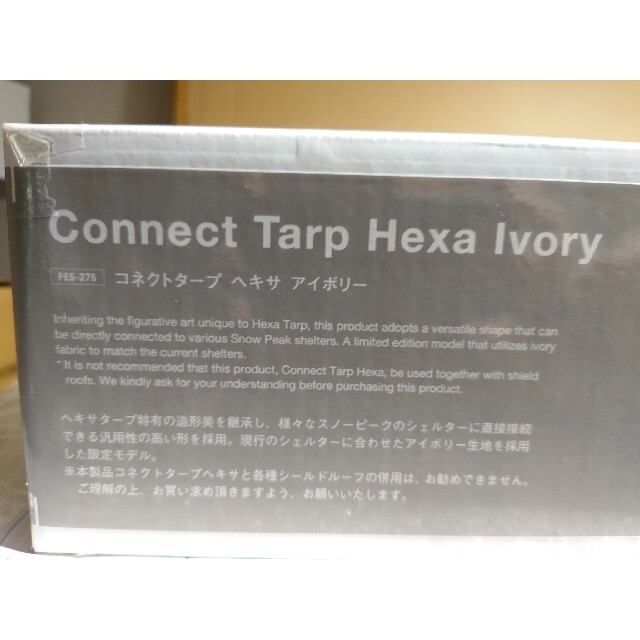 Connect Tarp Hexa Ivory
FES-275 コネクトタープ ヘキサ アイボリー
Inheriting the figurative art unique to Hexa Tarp, this product adopts a versatile shape that can
be directly connected to various Snow Peak shelters. A limited edition model that utilizes ivory
fabric to match the current shelters.
* It is not recommended that this product, Connect Tarp Hexa, be used together with shield
roofs. We kindly ask for your understanding before purchasing this product.
ヘキサタープ特有の造形美を継承し、様々なスノーピークのシェルターに直接接続
できる汎用性の高い形を採用。現行のシェルターに合わせたアイボリー生地を採用
した限定モデル。
※本製品コネクトタープヘキサと各種シールドルーフの併用は、お勧めできません。
ご理解の上、お買い求め頂きますよう、お願いいたします。